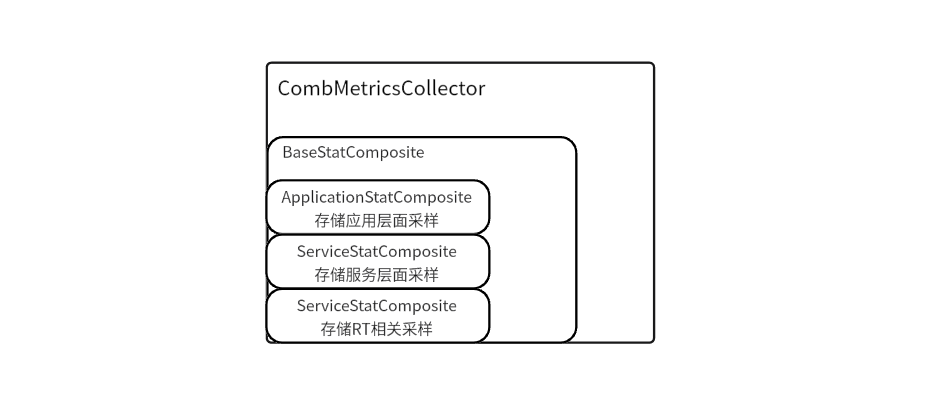 CombMetricsCollector
BaseStatComposite
ApplicationStatComposite
存储应用层面采样
ServiceStatComposite
存储服务层面采样
ServiceStatComposite
存储RT相关采样